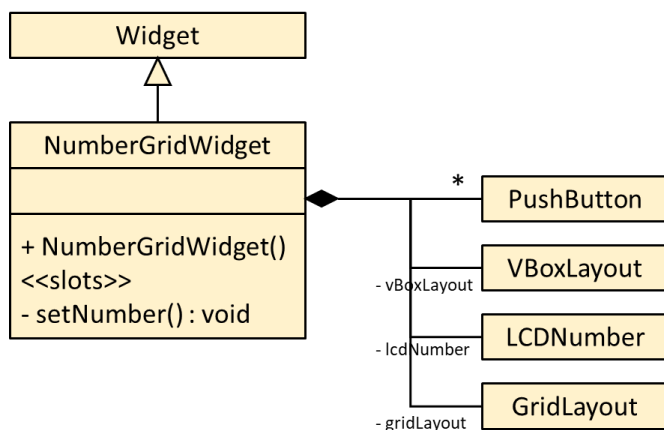 Widget
NumberGridWidget
+ NumberGridWidget()
<<slots>>
- setNumber() : void
*
PushButton
VBoxLayout
- vBoxLayout
LCDNumber
- lcdNumber
GridLayout
- gridLayout